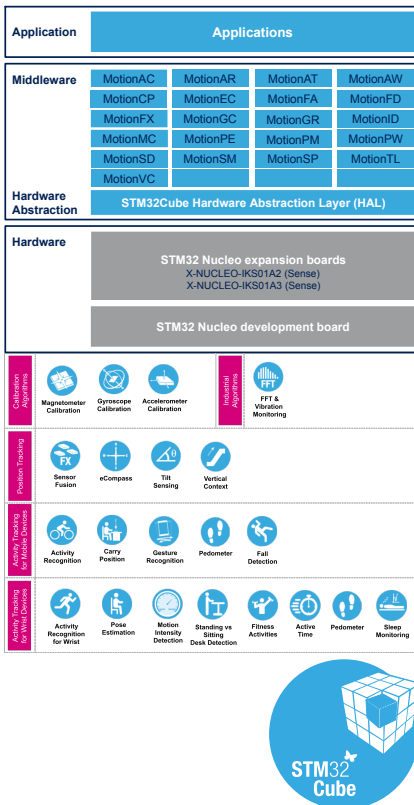 Application
Applications
Middleware
MotionAC MotionAR MotionAT MotionAW
MotionCP MotionEC MotionFA MotionFD
MotionFX MotionGC MotionGR MotionID
MotionMC MotionPE MotionPM MotionPW
MotionSD MotionSM MotionSP MotionTL
MotionVC
Hardware
Abstraction
STM32Cube Hardware Abstraction Layer (HAL)
Hardware
STM32 Nucleo expansion boards
X-NUCLEO-IKS01A2 (Sense)
X-NUCLEO-IKS01A3 (Sense)
STM32 Nucleo development board
Calibration
Algorithms
Magnetometer
Calibration
Gyroscope
Calibration
Accelerometer
Calibration
Industrial
Algorithms
FFT
FFT &
Vibration
Monitoring
Position Tracking
FX
Sensor
Fusion
eCompass
θ
Tilt
Sensing
Vertical
Context
Activity Tracking
for Mobile Devices
Activity
Recognition
Carry
Position
Gesture
Recognition
Pedometer
Fall
Detection
Activity Tracking
for Wrist Devices
Activity
Recognition
for Wrist
Pose
Estimation
Motion
Intensity
Detection
Standing vs
Sitting
Desk Detection
Fitness
Activities
Active
Time
Pedometer
Sleep
Monitoring
STM32
Cube